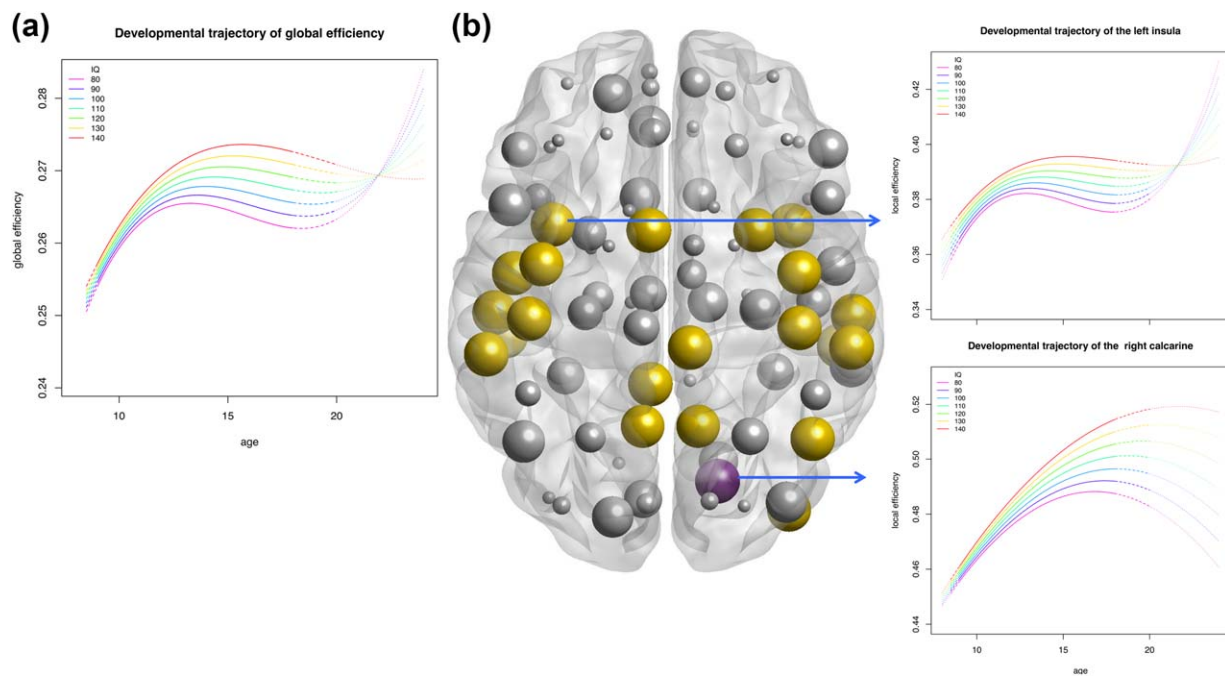 (a)
Developmental trajectory of global efficiency
IQ
80
90
100
110
120
130
140
global efficiency
0.28
0.27
0.26
0.25
0.24
10 15 20
age
(b)
Developmental trajectory of the left insula
IQ
80
90
100
110
120
130
140
local efficiency
0.42
0.40
0.38
0.36
0.34
Developmental trajectory of the right calcarine
IQ
80
90
100
110
120
130
140
local efficiency
0.52
0.50
0.48
0.46
0.44
10 15 20
age